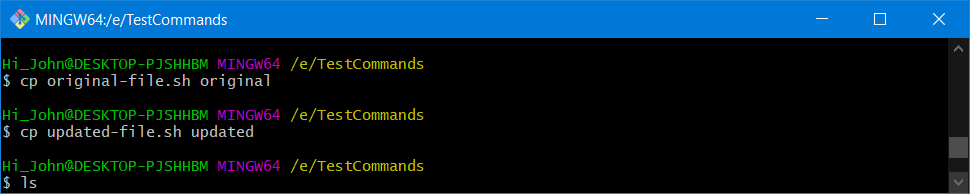 MINGW64:/e/TestCommands
Hi_John@DESKTOP-PJSHHBM MINGW64 /e/TestCommands
$ cp original-file.sh original
Hi_John@DESKTOP-PJSHHBM MINGW64 /e/TestCommands
$ cp updated-file.sh updated
Hi_John@DESKTOP-PJSHHBM MINGW64 /e/TestCommands
$ ls